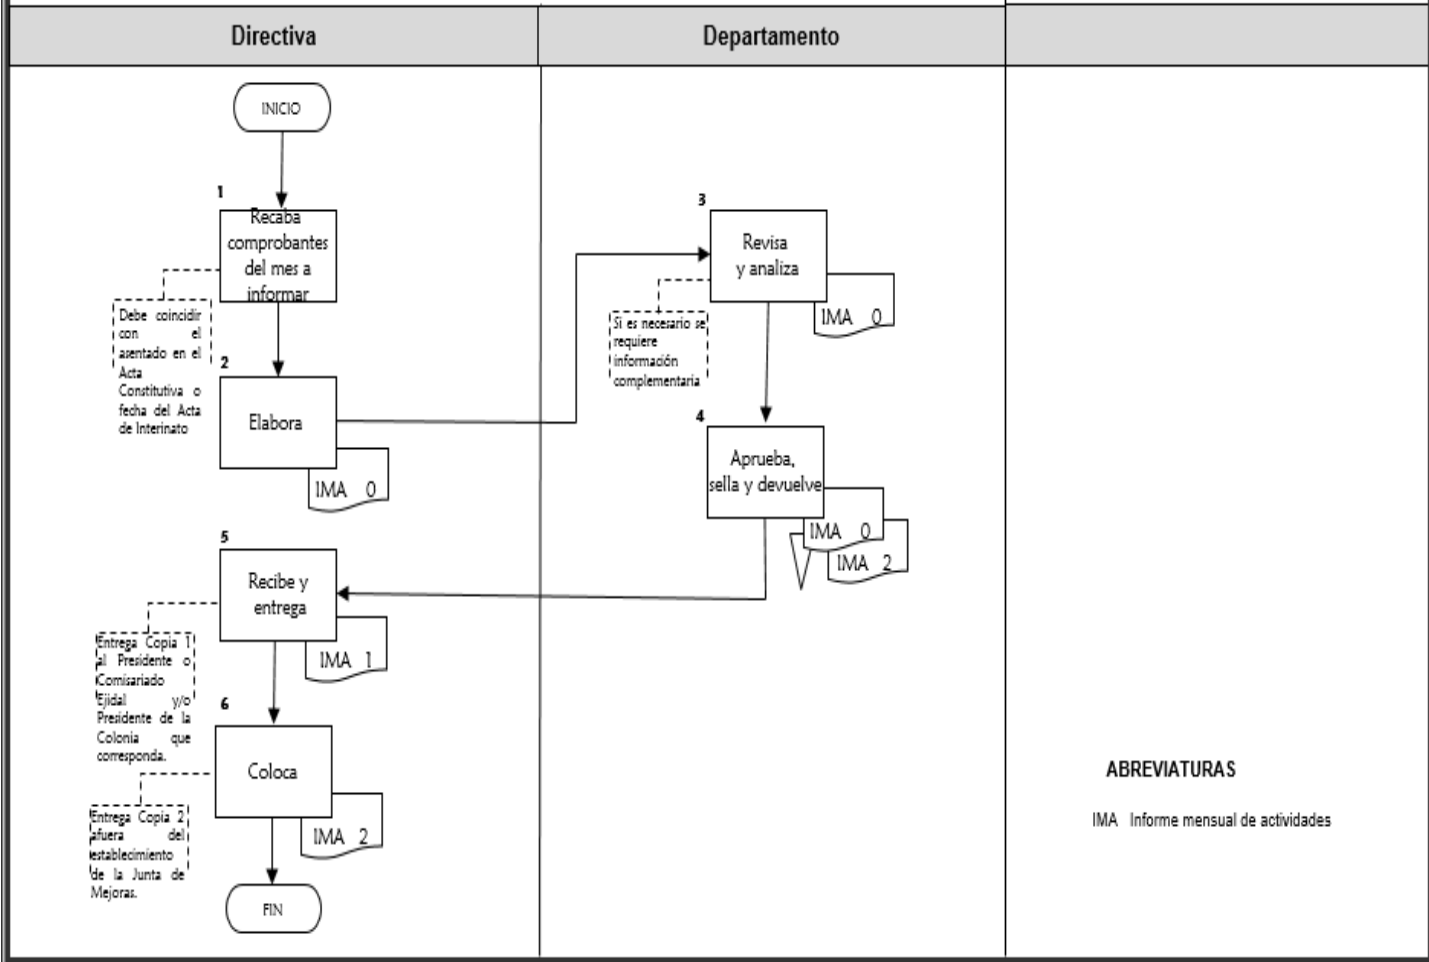 Directiva
Departamento
INICIO
1
Recaba
comprobantes
del mes a
informar
Debe coincidir
con el
asentado en el
Acta
Constitutiva o
fecha del Acta
de Interinato
2
Elabora
IMA 0
3
Revisa
y analiza
IMA 0
Si es necesario se
requiere
información
complementaria
4
Aprueba,
sella y devuelve
IMA 0
IMA 2
5
Recibe y
entrega
IMA 1
Entrega Copia 1
al Presidente o
Comisariado
Ejidal y/o
Presidente de la
Colonia que
corresponda.
6
Coloca
IMA 2
Entrega Copia 2
afuera del
establecimiento
de la Junta de
Mejoras.
FIN
ABREVIATURAS
IMA Informe mensual de actividades